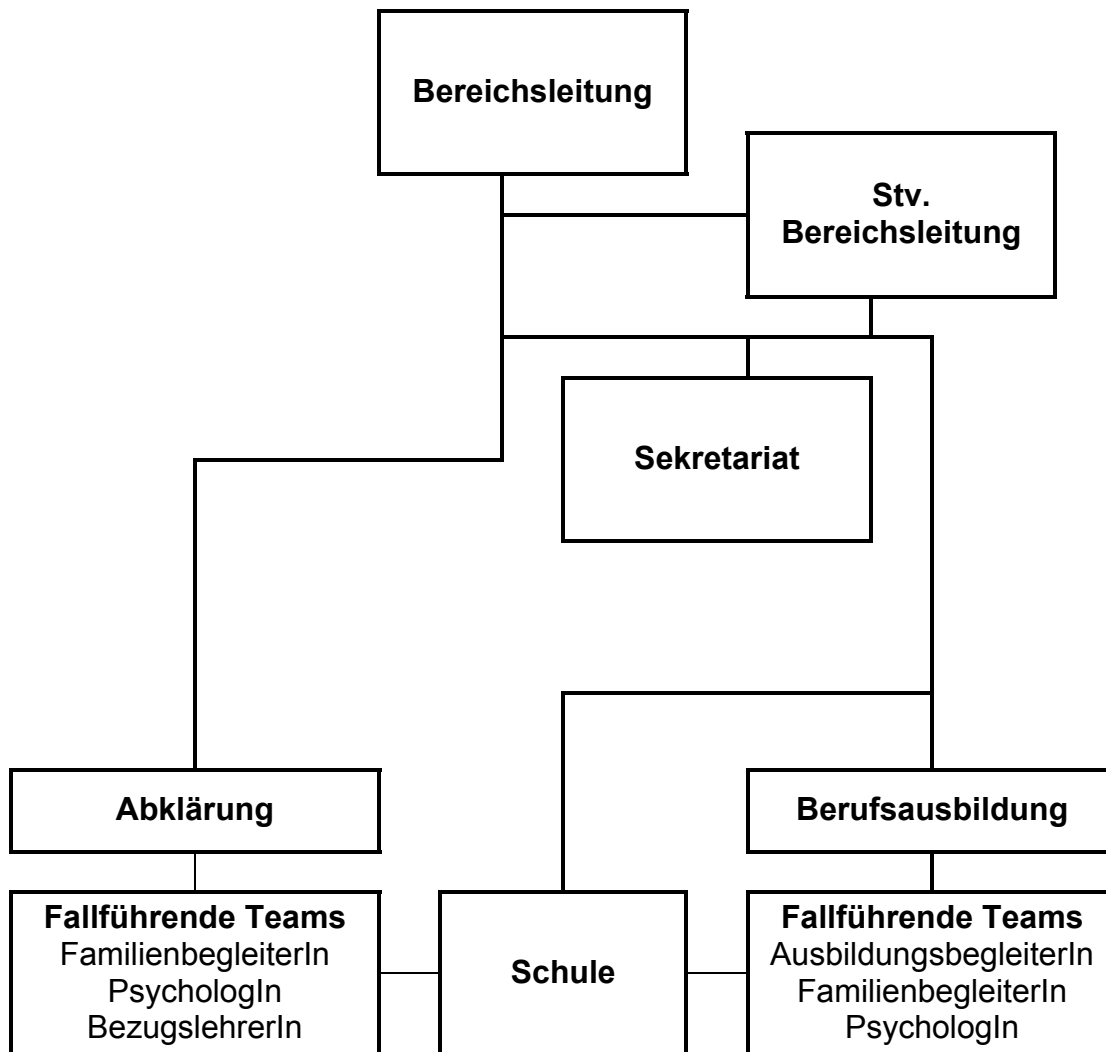 Bereichsleitung
Stv.
Bereichsleitung
Sekretariat
Abklärung
Berufsausbildung
Fallführende Teams
FamilienbegleiterIn
PsychologIn
BezugslehrerIn
Schule
Fallführende Teams
AusbildungsbegleiterIn
FamilienbegleiterIn
PsychologIn